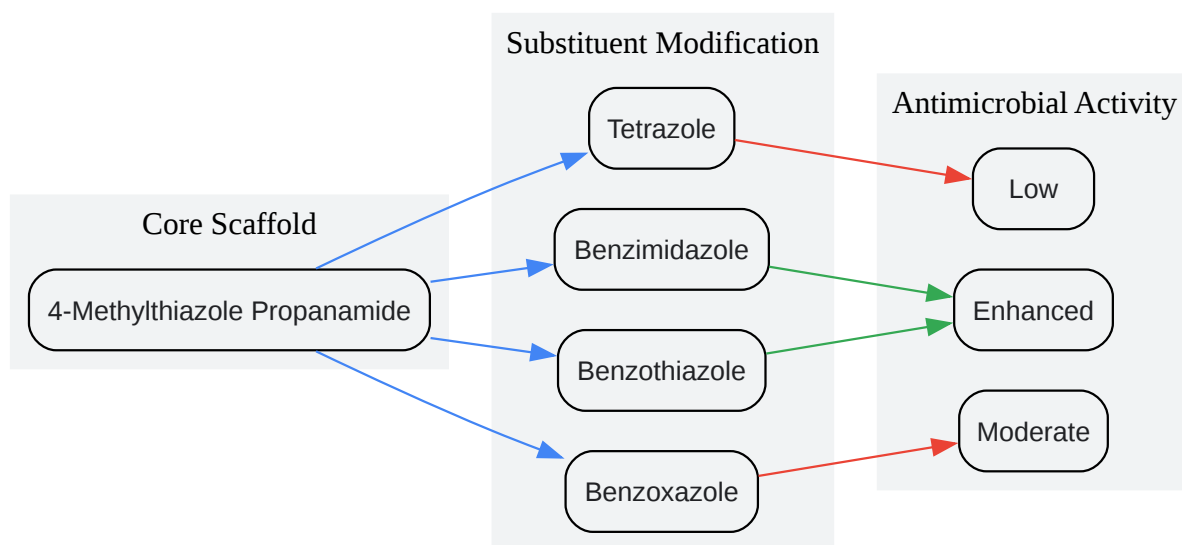 Core Scaffold
4-Methylthiazole Propanamide
Substituent Modification
Tetrazole
Benzimidazole
Benzothiazole
Benzoxazole
Antimicrobial Activity
Low
Enhanced
Moderate